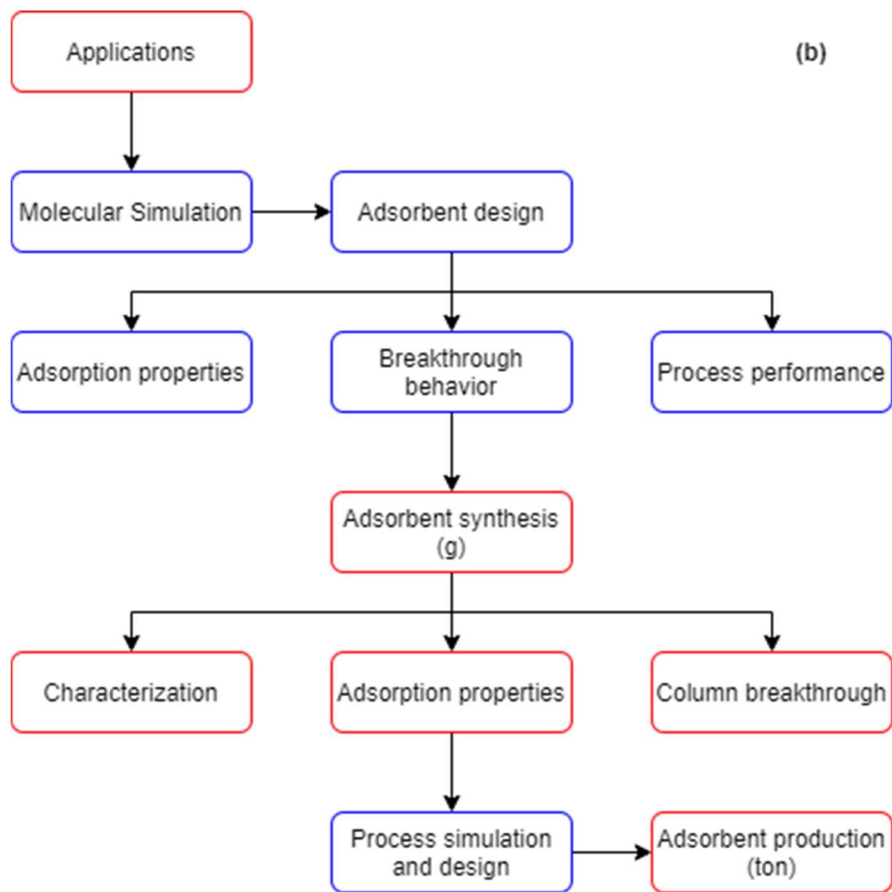 Applications
(b)
Molecular Simulation
Adsorbent design
Adsorption properties
Breakthrough
behavior
Process performance
Adsorbent synthesis
(g)
Characterization
Adsorption properties
Column breakthrough
Process simulation
and design
Adsorbent production
(ton)